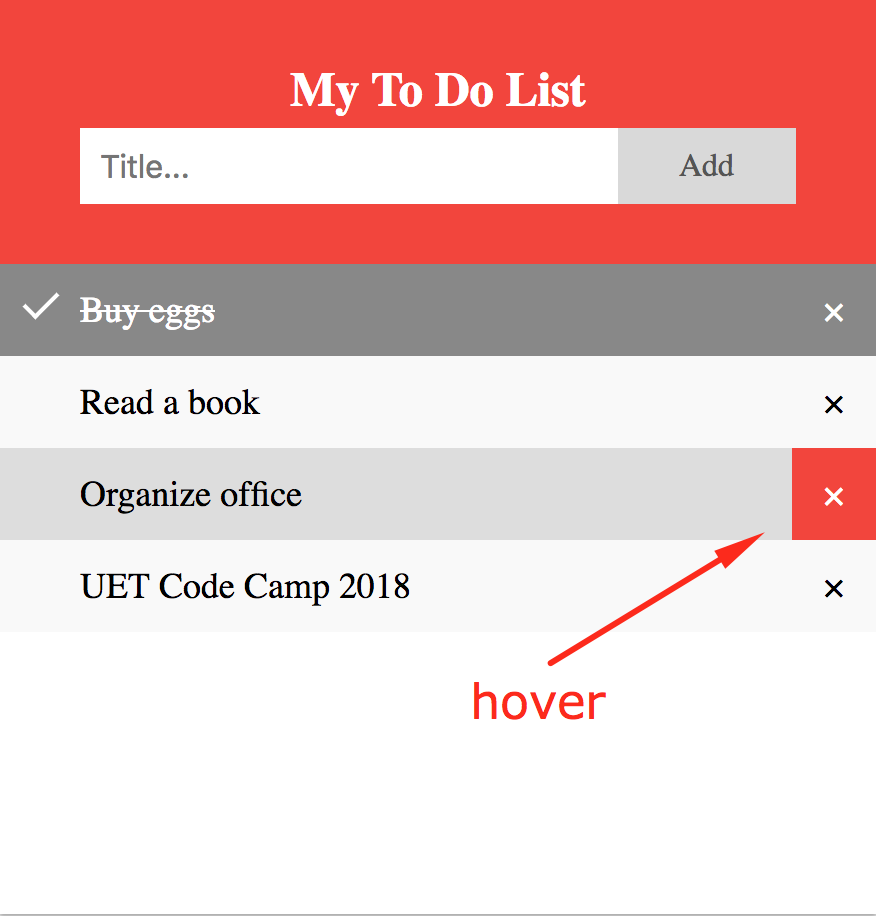 My To Do List
Title...
Add
Buy eggs ×
Read a book ×
Organize office ×
UET Code Camp 2018 ×
hover